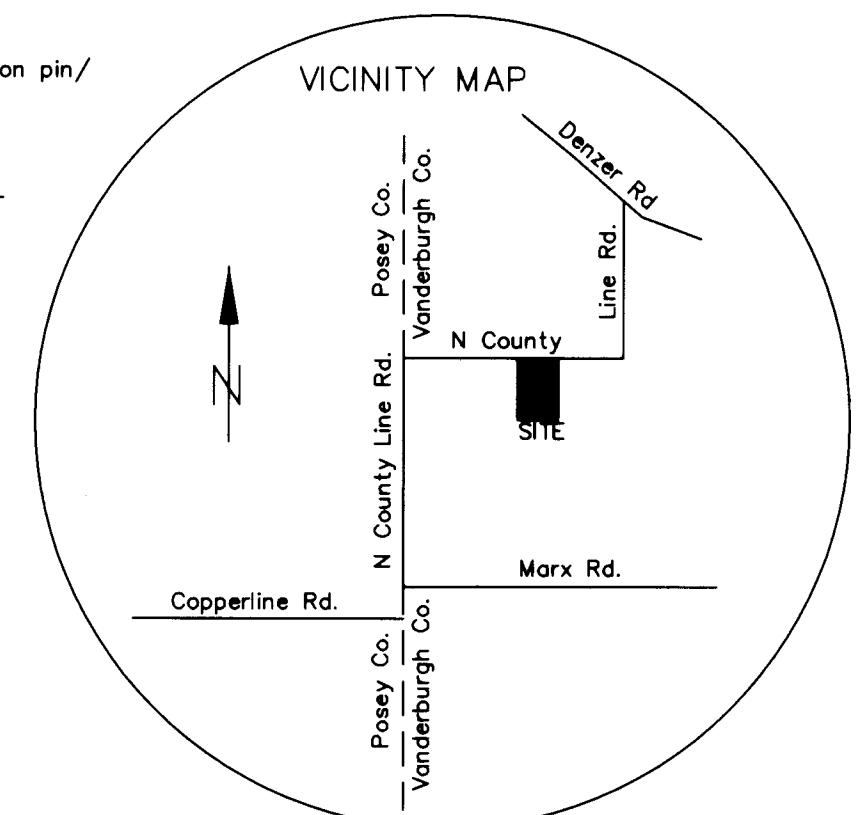 on pin/
VICINITY MAP
Denzer Rd
Posey Co.
Vanderburgh Co.
Line Rd.
N County
N
SITE
N County Line Rd.
Marx Rd.
Copperline Rd.
Posey Co.
Vanderburgh Co.